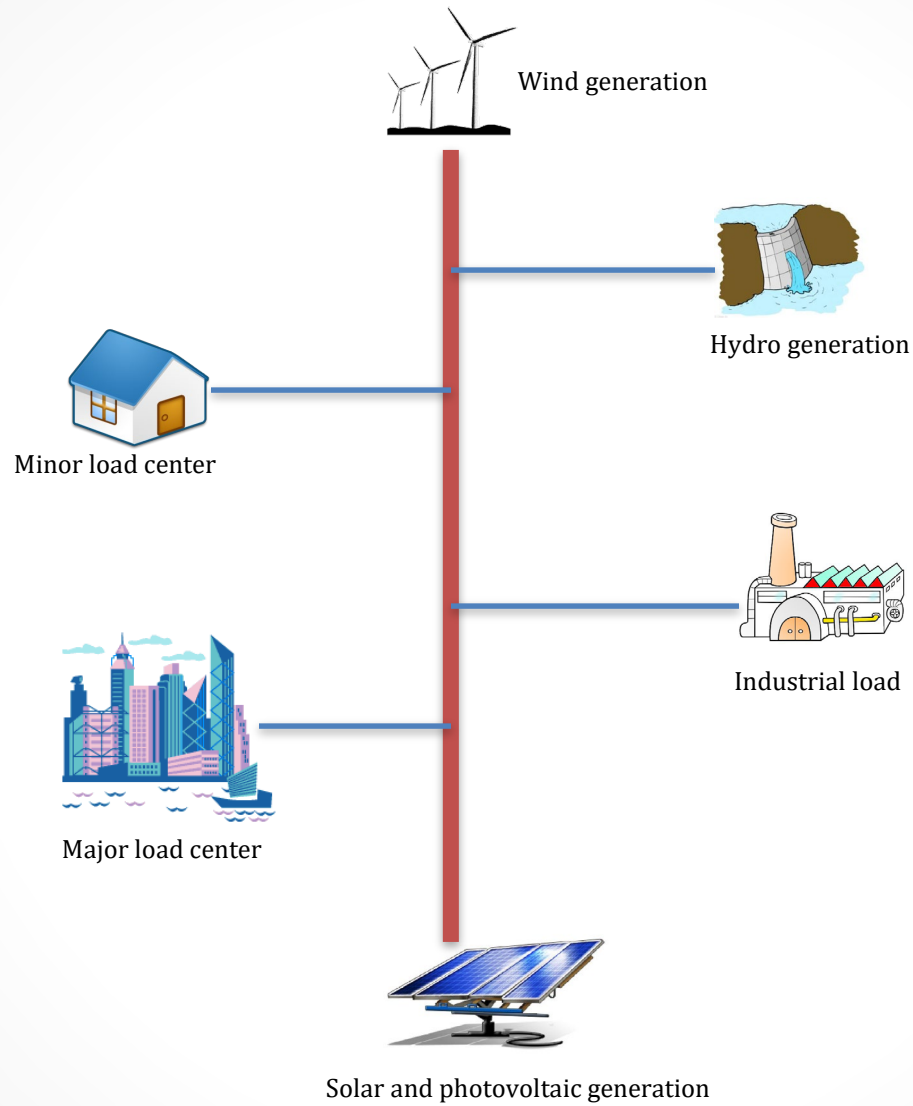 Wind generation
Hydro generation
Minor load center
Industrial load
Major load center
Solar and photovoltaic generation